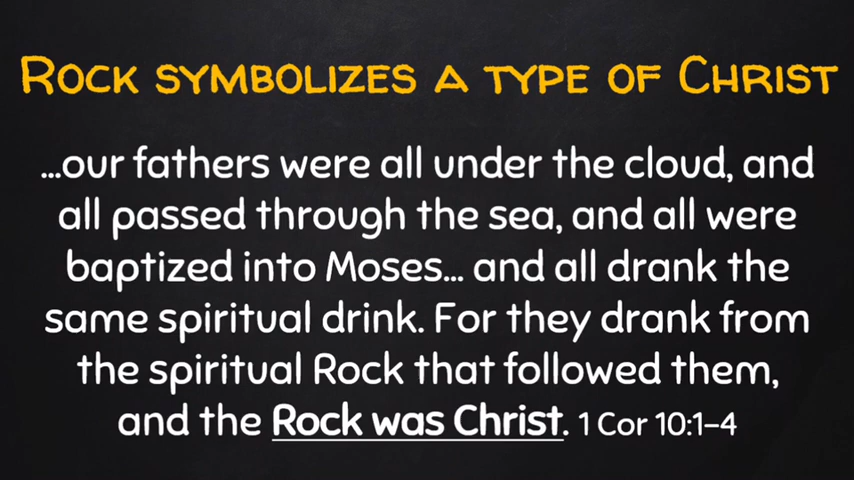 Rock symbolizes a type of Christ
...our fathers were all under the cloud, and
all passed through the sea, and all were
baptized into Moses... and all drank the
same spiritual drink. For they drank from
the spiritual Rock that followed them,
and the Rock was Christ. 1 Cor 10:1-4